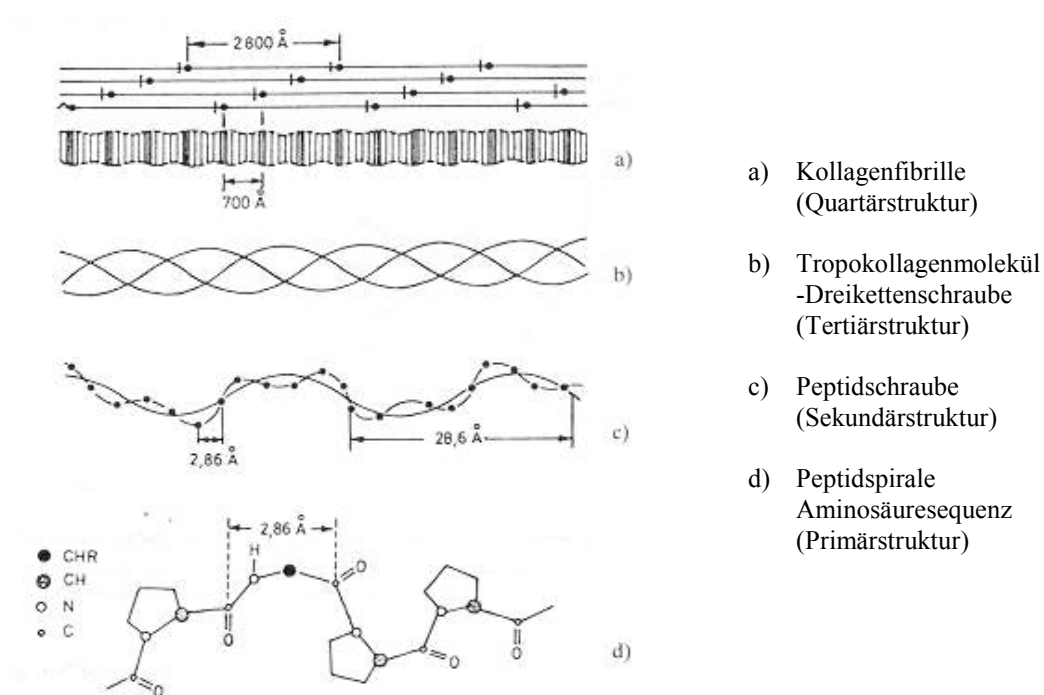 2800 Å
a)
700 Å
b)
c)
2,86 Å
28,6 Å
2,86 Å
H
O
CHR
CH
N
C
O
O
O
O
d)
a) Kollagenfibrille
(Quartärstruktur)
b) Tropokollagenmolekül
-Dreikettenschraube
(Tertiärstruktur)
c) Peptidschraube
(Sekundärstruktur)
d) Peptidspirale
Aminosäuresequenz
(Primärstruktur)